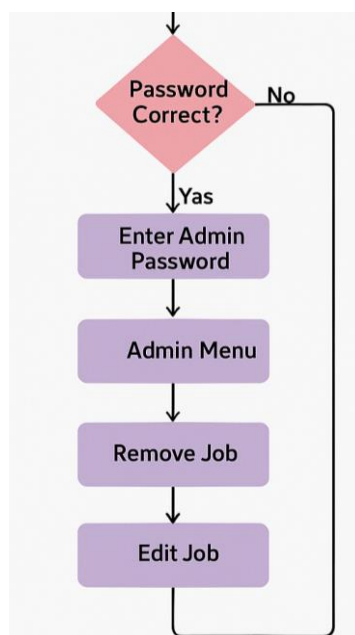 Password
Correct?
No
Yas
Enter Admin
Password
Admin Menu
Remove Job
Edit Job